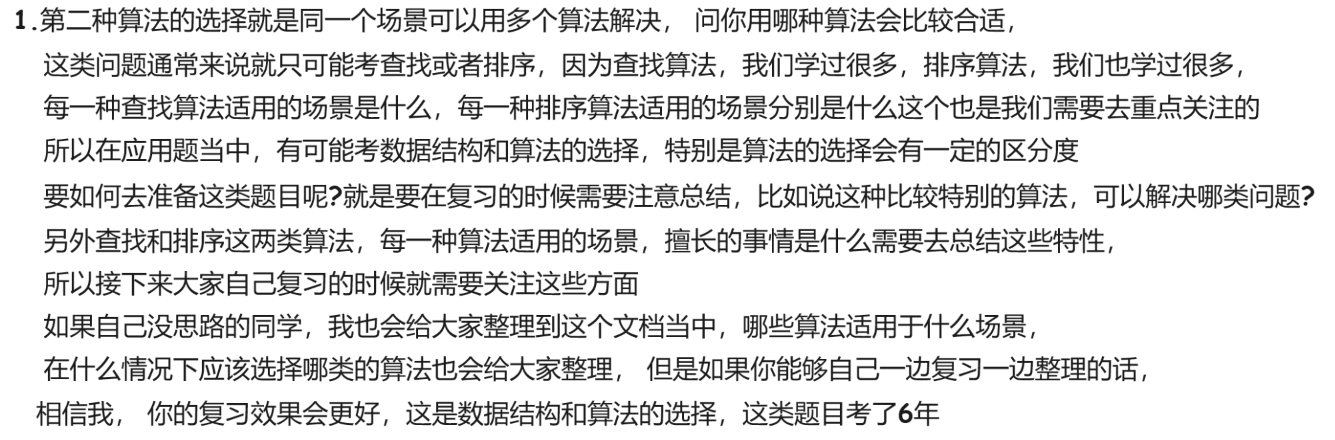 1.第二种算法的选择就是同一个场景可以用多个算法解决， 问你用哪种算法会比较合适，
这类问题通常来说就只可能考查找或者排序，因为查找算法，我们学过很多，排序算法，我们也学过很多，
每一种查找算法适用的场景是什么，每一种排序算法适用的场景分别是什么这个也是我们需要去重点关注的
所以在应用题当中，有可能考数据结构和算法的选择，特别是算法的选择会有一定的区分度
要如何去准备这类题目呢?就是要在复习的时候需要注意总结，比如说这种比较特别的算法，可以解决哪类问题?
另外查找和排序这两类算法，每一种算法适用的场景，擅长的事情是什么需要去总结这些特性，
所以接下来大家自己复习的时候就需要关注这些方面
如果自己没思路的同学，我也会给大家整理到这个文档当中，哪些算法适用于什么场景，
在什么情况下应该选择哪类的算法也会给大家整理， 但是如果你能够自己一边复习一边整理的话，
相信我， 你的复习效果会更好，这是数据结构和算法的选择，这类题目考了6年